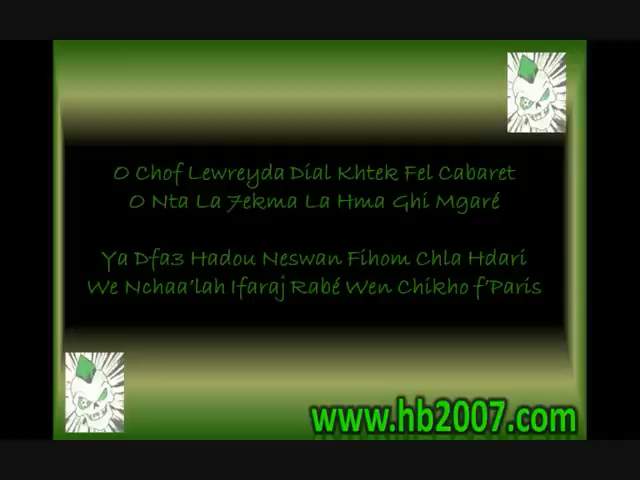 O Chof Lewreyda Dial Khtek Fel Cabaret
O Nta La 7ekma La Hma Ghi Mgaré
Ya Dfa3 Hadou Neswan Fihom Chla Hdari
We Nchaa'lah Ifaraj Rabé Wen Chikho f'Paris
www.hb2007.com